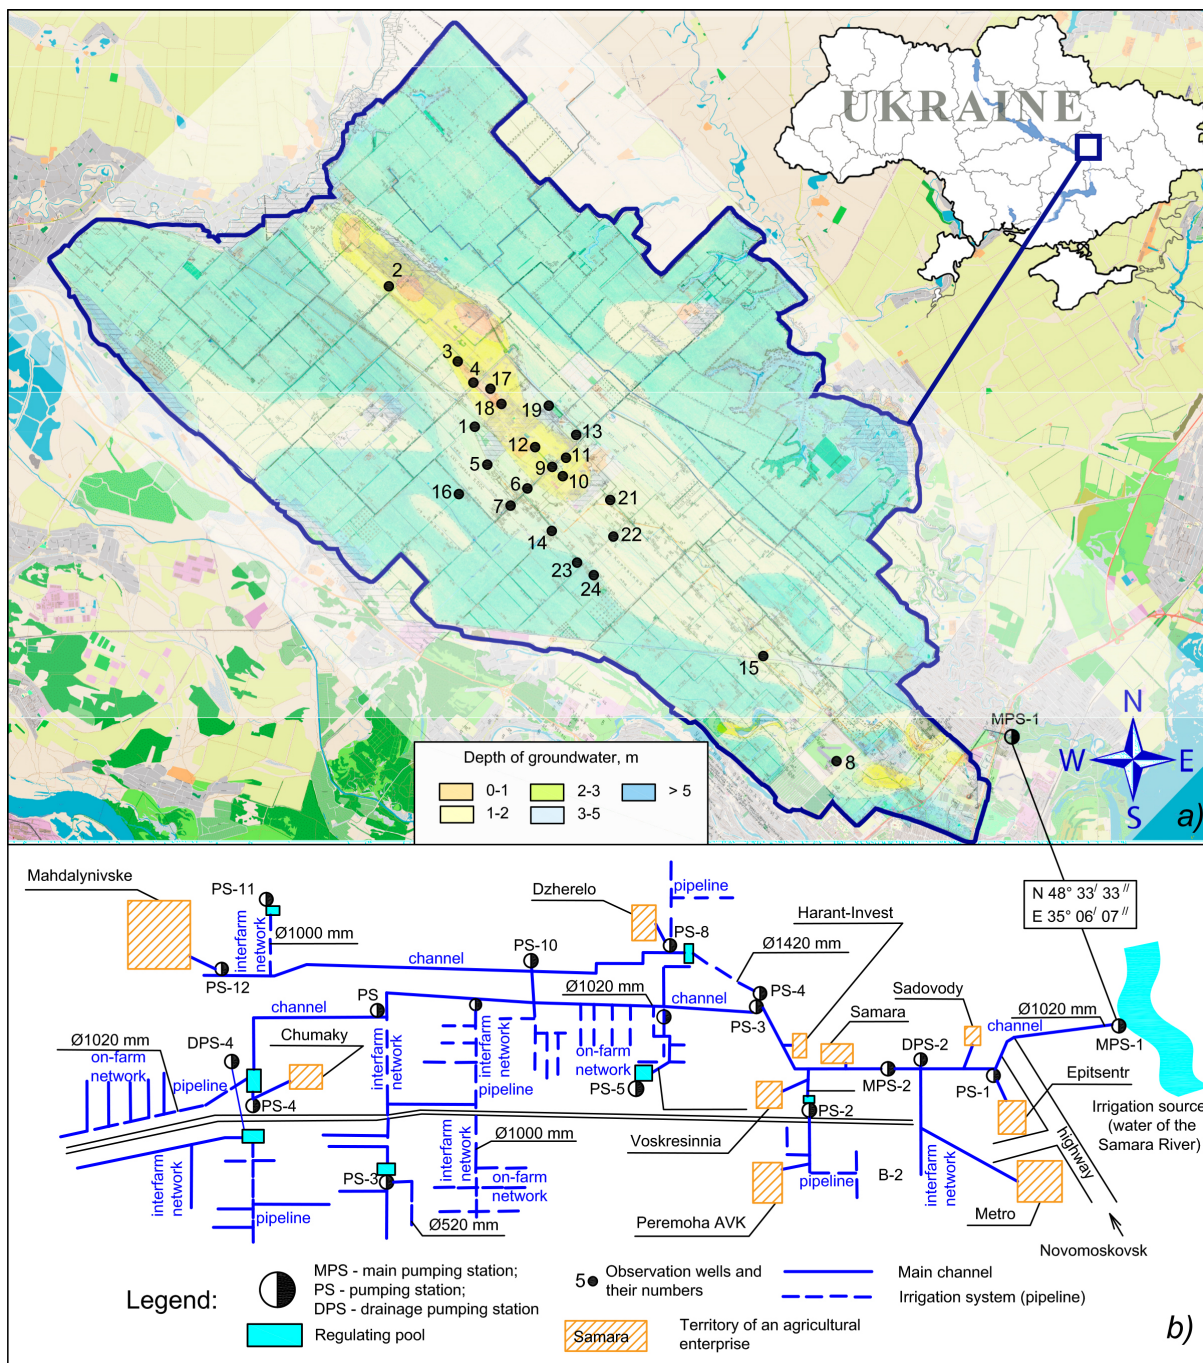 UKRAINE
2
3
4
17
18
19
1
13
12
11
5
9
10
6
16
7
21
14
22
23
24
15
MPS-1
8
N
W
E
S
Depth of groundwater, m
0-1
2-3
> 5
1-2
3-5
a)
Mahdalynivske
PS-11
Dzherelo
pipeline
N 48° 33/ 33 //
E 35° 06/ 07 //
Harant-Invest
interfarm
network
Ø1000 mm
PS-10
PS-8
Ø1420 mm
channel
PS-12
PS-4
Sadovody
Ø1020 mm
PS
channel
Ø1020 mm
channel
PS-3
Samara
channel
MPS-1
Ø1020 mm
DPS-4
Chumaky
on-farm
network
interfarm
network
interfarm
network
on-farm
network
DPS-2
pipeline
pipeline
PS-5
MPS-2
PS-1
Epitsentr
PS-4
PS-2
Irrigation source
(water of the
Samara River)
Ø1000 mm
Voskresinnia
highway
interfarm
network
PS-3
interfarm
network
on-farm
network
pipeline
B-2
interfarm
network
pipeline
Ø520 mm
Peremoha AVK
Metro
Novomoskovsk
Legend:
MPS - main pumping station;
PS - pumping station;
DPS - drainage pumping station
5
Observation wells and
their numbers
Main channel
Irrigation system (pipeline)
Regulating pool
Samara
Territory of an agricultural
enterprise
b)